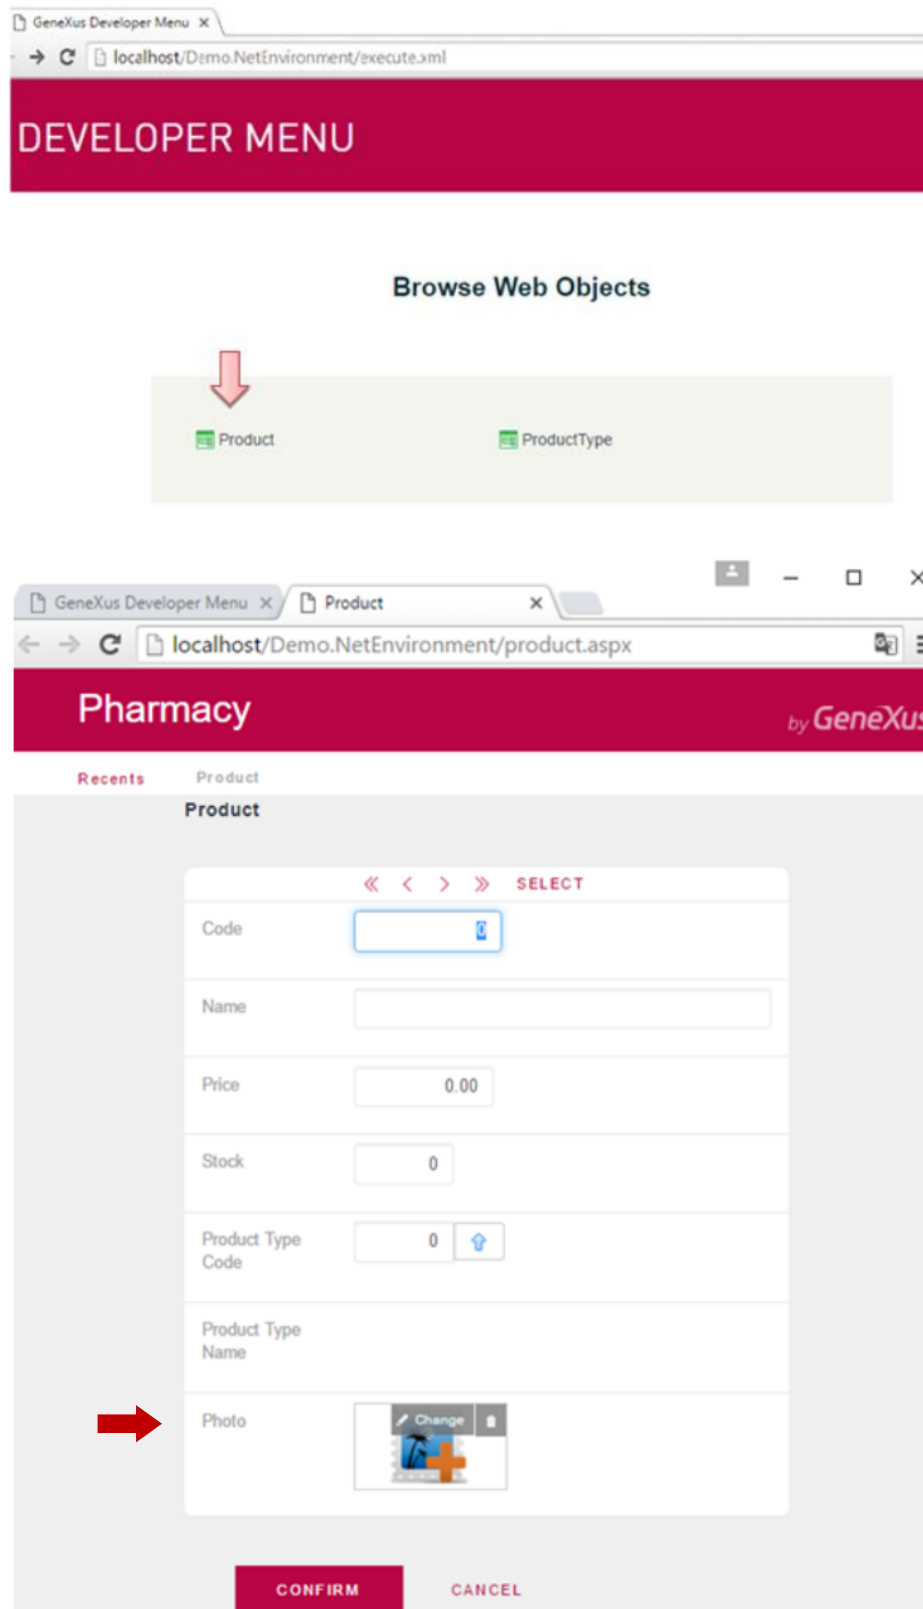 GeneXus Developer Menu
localhost/Demo.NetEnvironment/execute.xml
DEVELOPER MENU
Browse Web Objects
Product ProductType
GeneXus Developer Menu Product
localhost/Demo.NetEnvironment/product.aspx
Pharmacy by GeneXus
Recents Product
Product
SELECT
Code 0
Name
Price 0.00
Stock 0
Product Type
Code 0
Product Type
Name
Photo Change
CONFIRM CANCEL